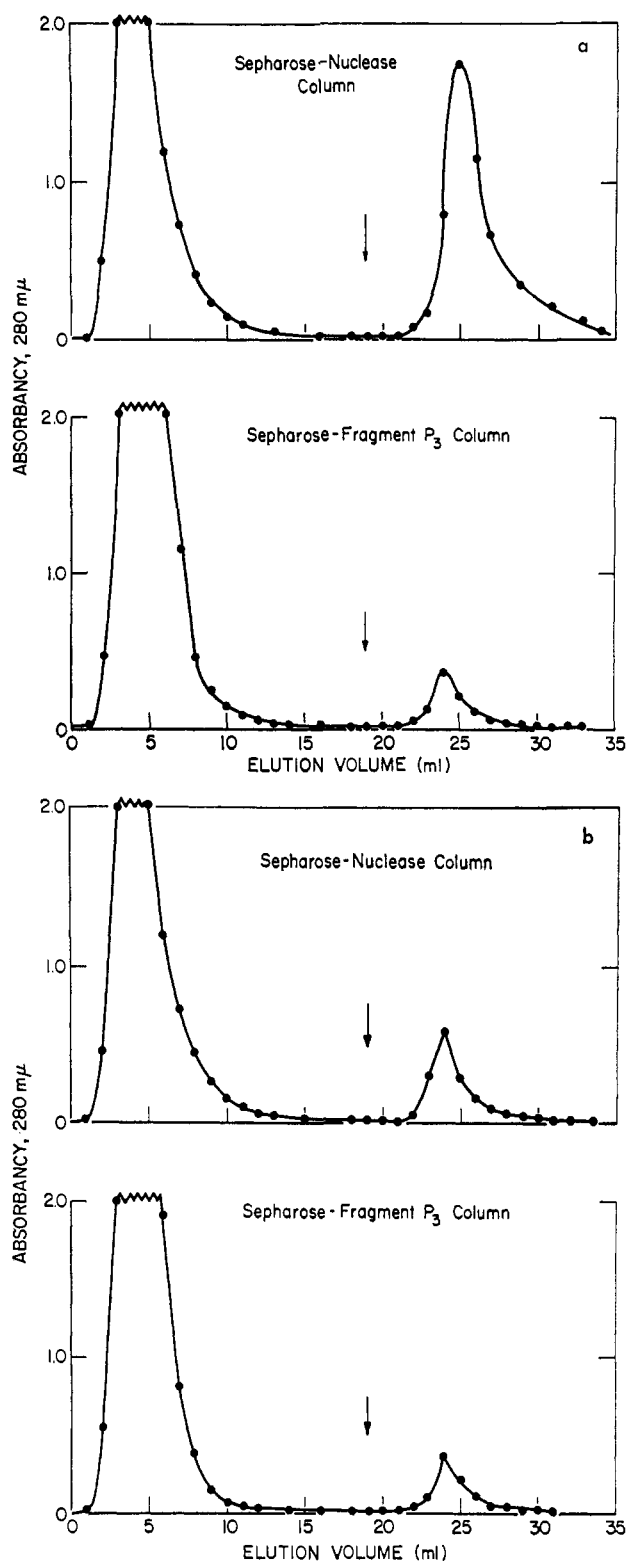 a
Sepharose-Nuclease
Column
2.0
1.0
0
Sepharose-Fragment P₃ Column
2.0
1.0
0
0 5 10 15 20 25 30 35
ELUTION VOLUME (ml)
ABSORBANCY, 280 mμ
b
Sepharose-Nuclease Column
2.0
1.0
0
Sepharose-Fragment P₃ Column
2.0
1.0
0
0 5 10 15 20 25 30 35
ELUTION VOLUME (ml)
ABSORBANCY, 280 mμ